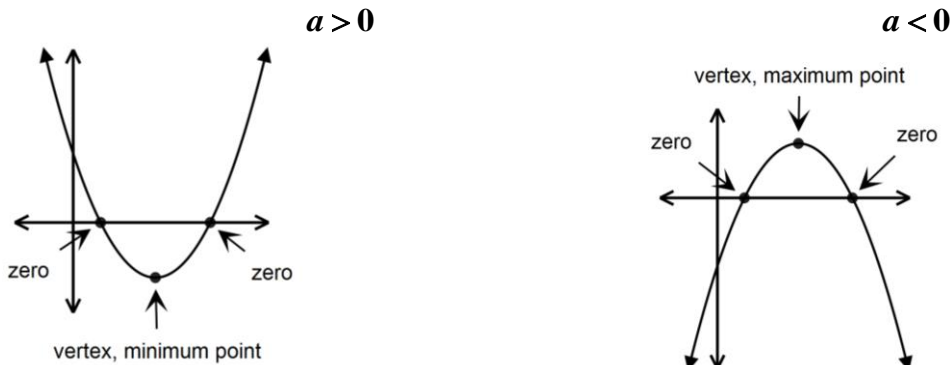 a > 0
zero
zero
vertex, minimum point
a < 0
vertex, maximum point
zero
zero